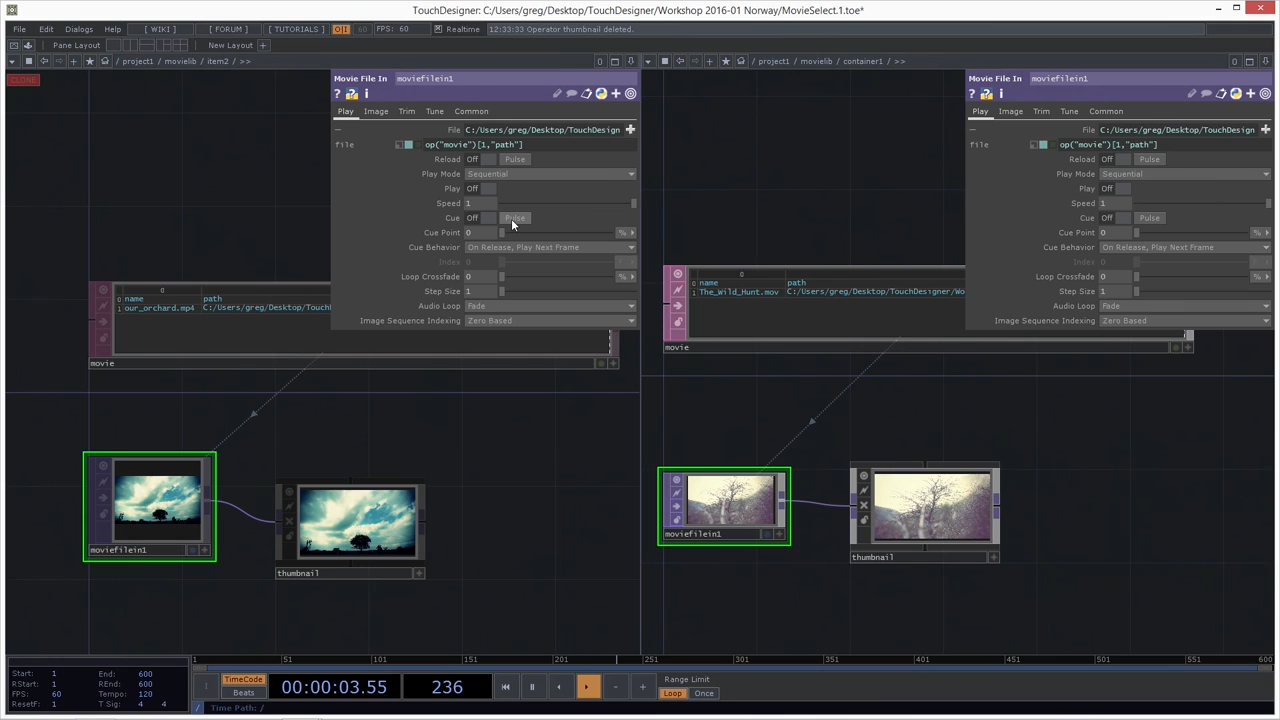 TouchDesigner: C:/Users/greg/Desktop/TouchDesigner/Workshop 2016-01 Norway/MovieSelect.1.toe*
File Edit Dialogs [ WIKI ] [ FORUM ] [ TUTORIALS ] O|I 60 FPS: 60 Realtime 12:33:33 Operator thumbnail deleted.
Pane Layout New Layout +
/ project1 / movielib / item2 / >> 0
CLONE
Movie File In moviefilein1
? ? i
Play Image Trim Tune Common
File C:/Users/greg/Desktop/TouchDesign
file op("movie")[1,"path"]
Reload Off Pulse
Play Mode Sequential
Play Off
Speed 1
Cue Off Pulse
Cue Point 0 %
Cue Behavior On Release, Play Next Frame
Index 0
Loop Crossfade 0 %
Step Size 1
Audio Loop Fade
Image Sequence Indexing Zero Based
0
0 name path
1 our_orchard.mp4 C:/Users/greg/Desktop/Tou
movie
moviefilein1
thumbnail
/ project1 / movielib / container1 / >> 0
Movie File In moviefilein1
? ? i
Play Image Trim Tune Common
File C:/Users/greg/Desktop/TouchDesign
file op("movie")[1,"path"]
Reload Off Pulse
Play Mode Sequential
Play Off
Speed 1
Cue Off Pulse
Cue Point 0 %
Cue Behavior On Release, Play Next Frame
Index 0
Loop Crossfade 0 %
Step Size 1
Audio Loop Fade
Image Sequence Indexing Zero Based
0
0 name path
1 The_Wild_Hunt.mov C:/Users/greg/Desktop/TouchDesigner/Wo
movie
moviefilein1
thumbnail
1 51 101 201 251 301 351 401 451 551 600
Start: 1 End: 600
RStart: 1 REnd: 600
FPS: 60 Tempo: 120
ResetF: 1 T Sig: 4 4
TimeCode
Beats
00:00:03.55 236
Range Limit
Loop Once
/ Time Path: /